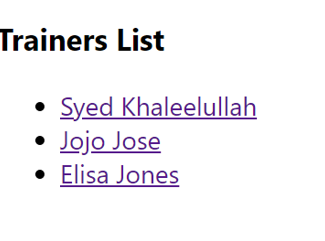 Trainers List
Syed Khaleelullah
Jojo Jose
Elisa Jones